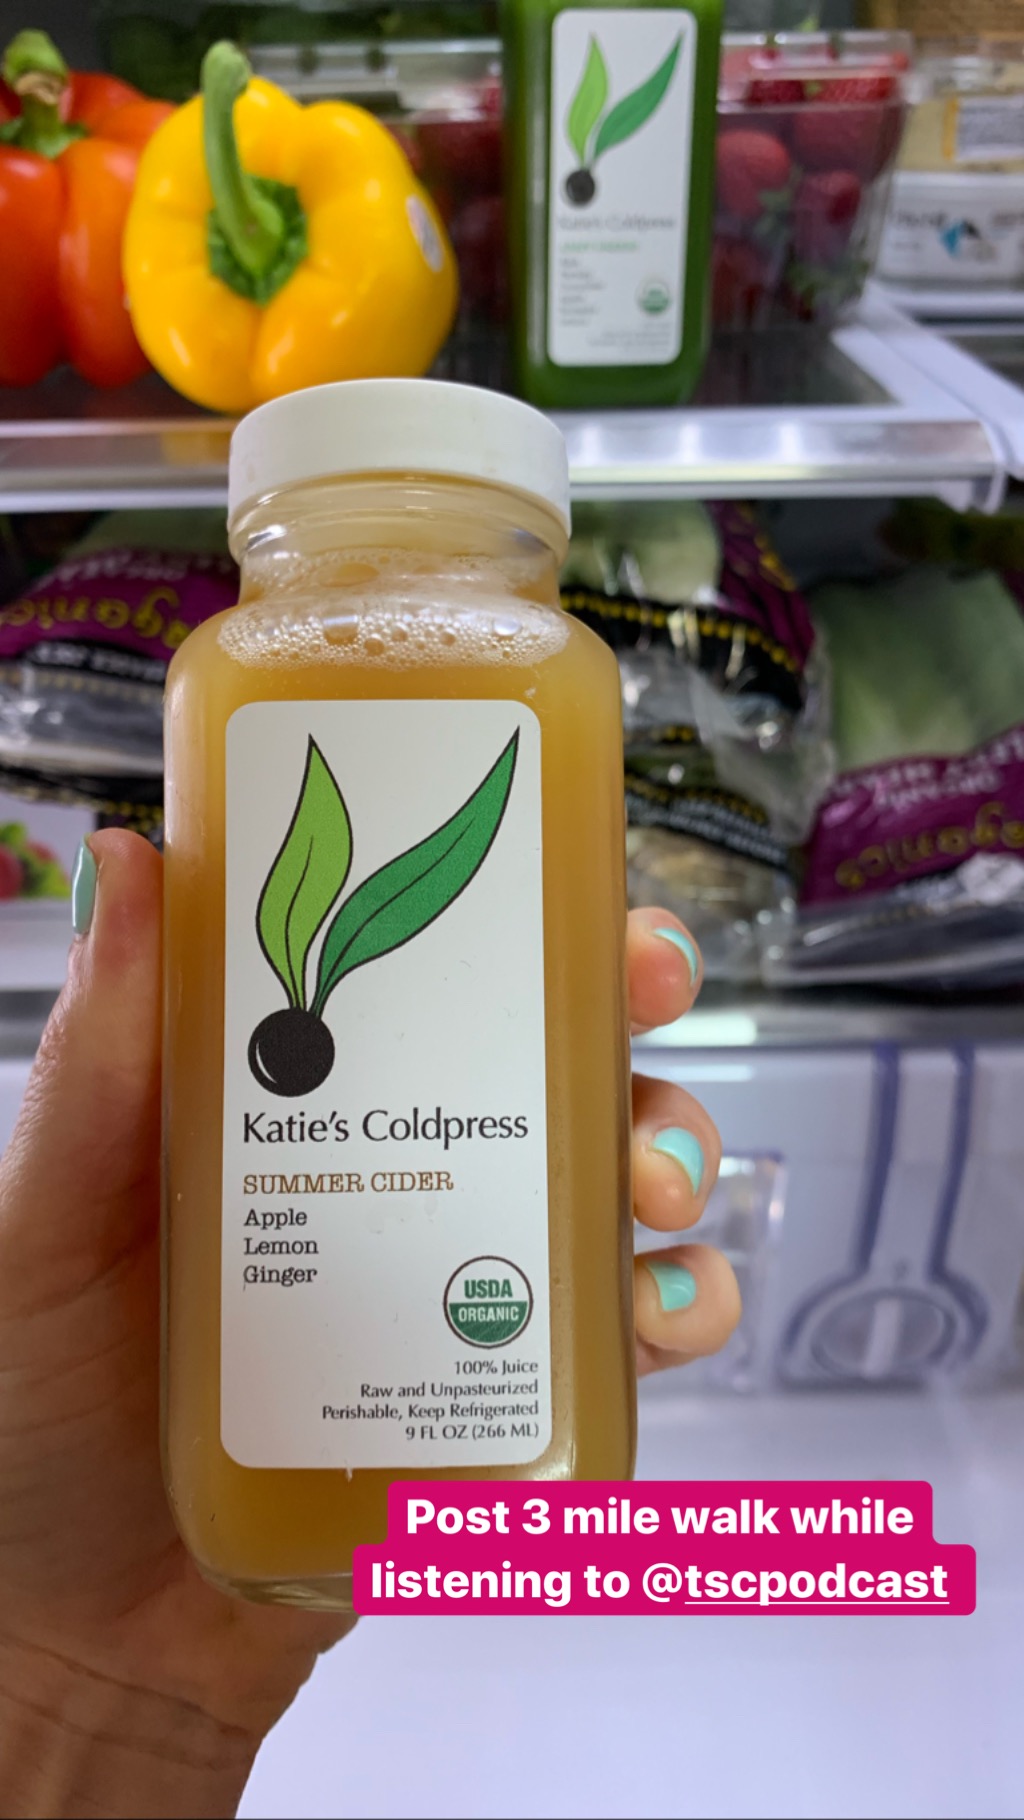 Katie's Coldpress
SUMMER CIDER
Apple
Lemon
Ginger
USDA
ORGANIC
100% Juice
Raw and Unpasteurized
Perishable, Keep Refrigerated
9 FL OZ (266 ML)
Post 3 mile walk while
listening to @tscpodcast